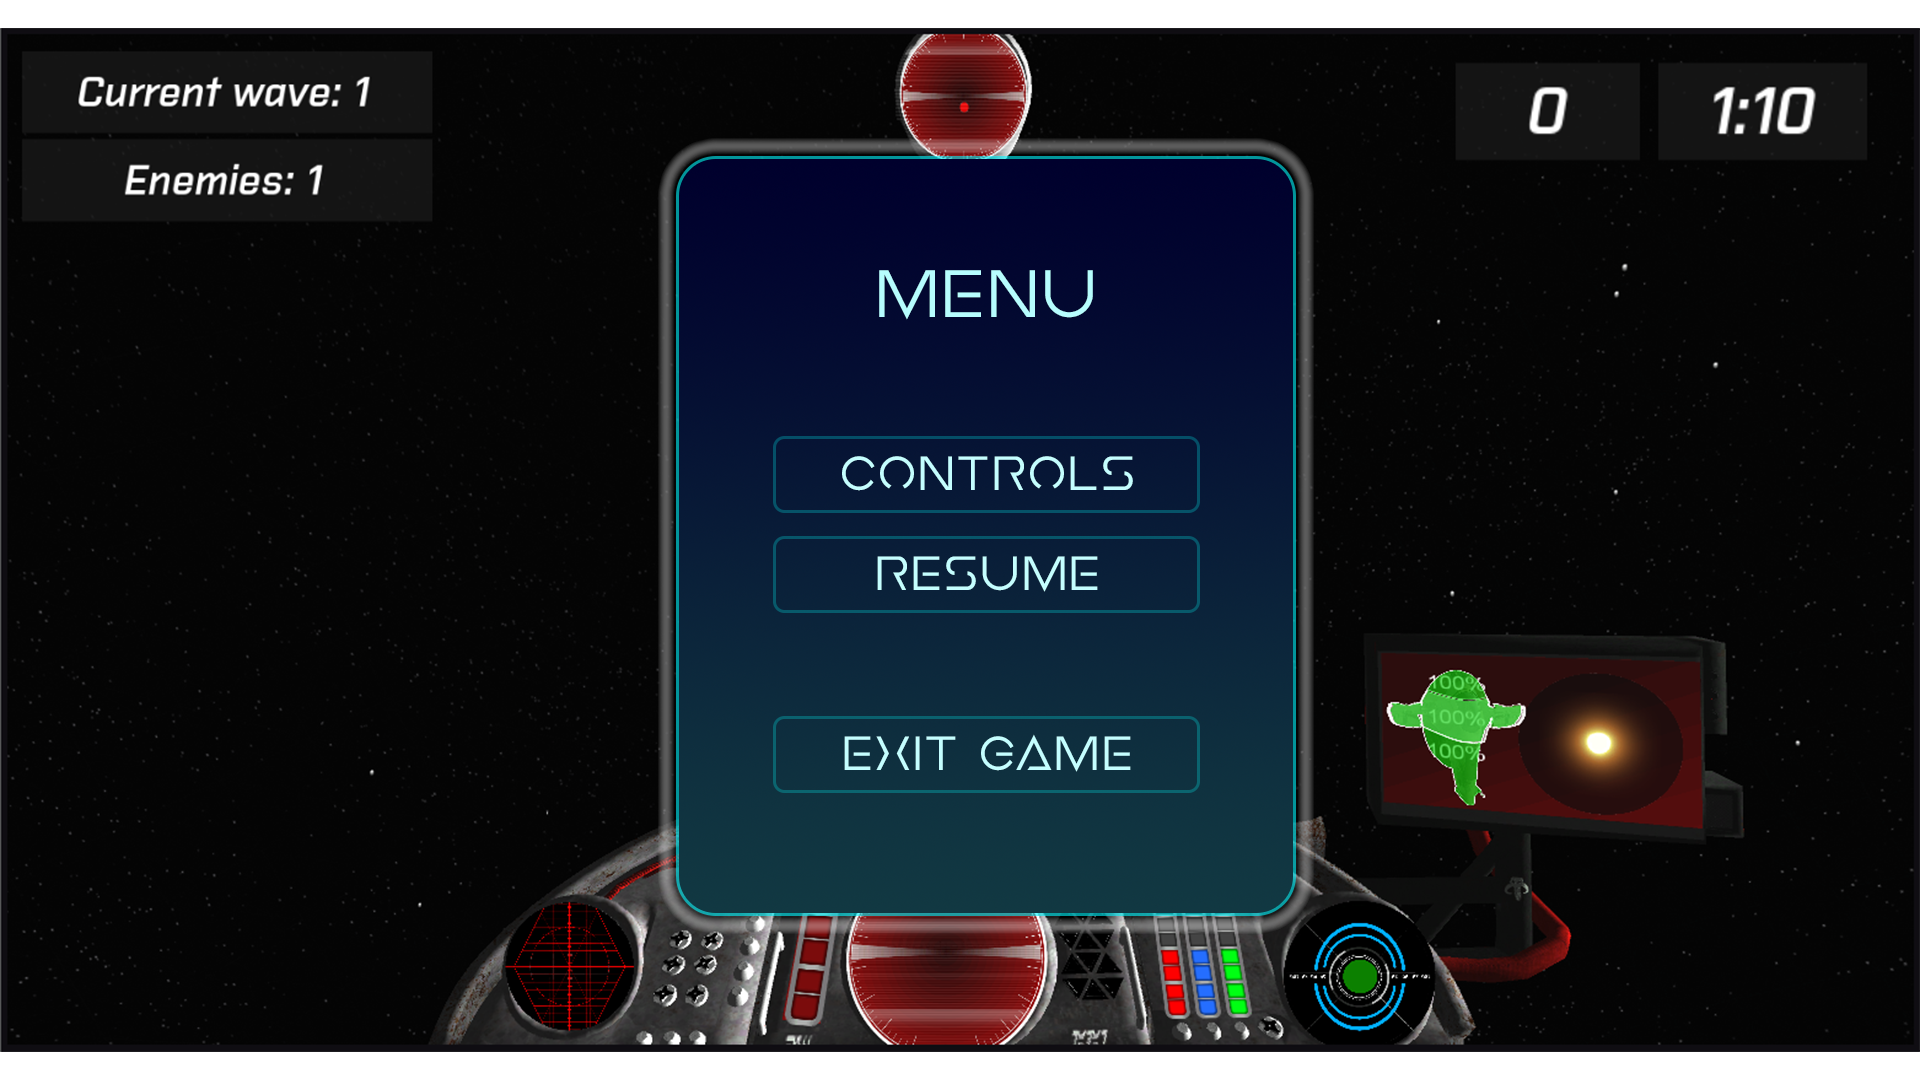 Current wave: 1
Enemies: 1
0
1:10
MENU
CONTROLS
RESUME
EXIT GAME
100%
100%
100%